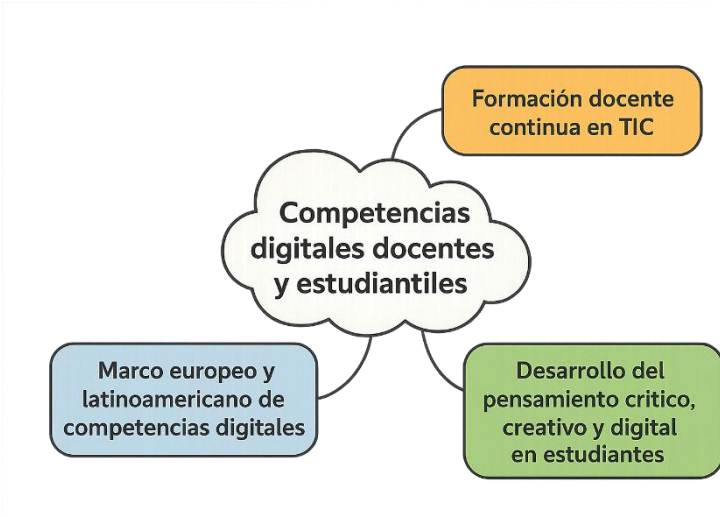 Formación docente
continua en TIC
Competencias
digitales docentes
y estudiantiles
Marco europeo y
latinoamericano de
competencias digitales
Desarrollo del
pensamiento critico,
creativo y digital
en estudiantes